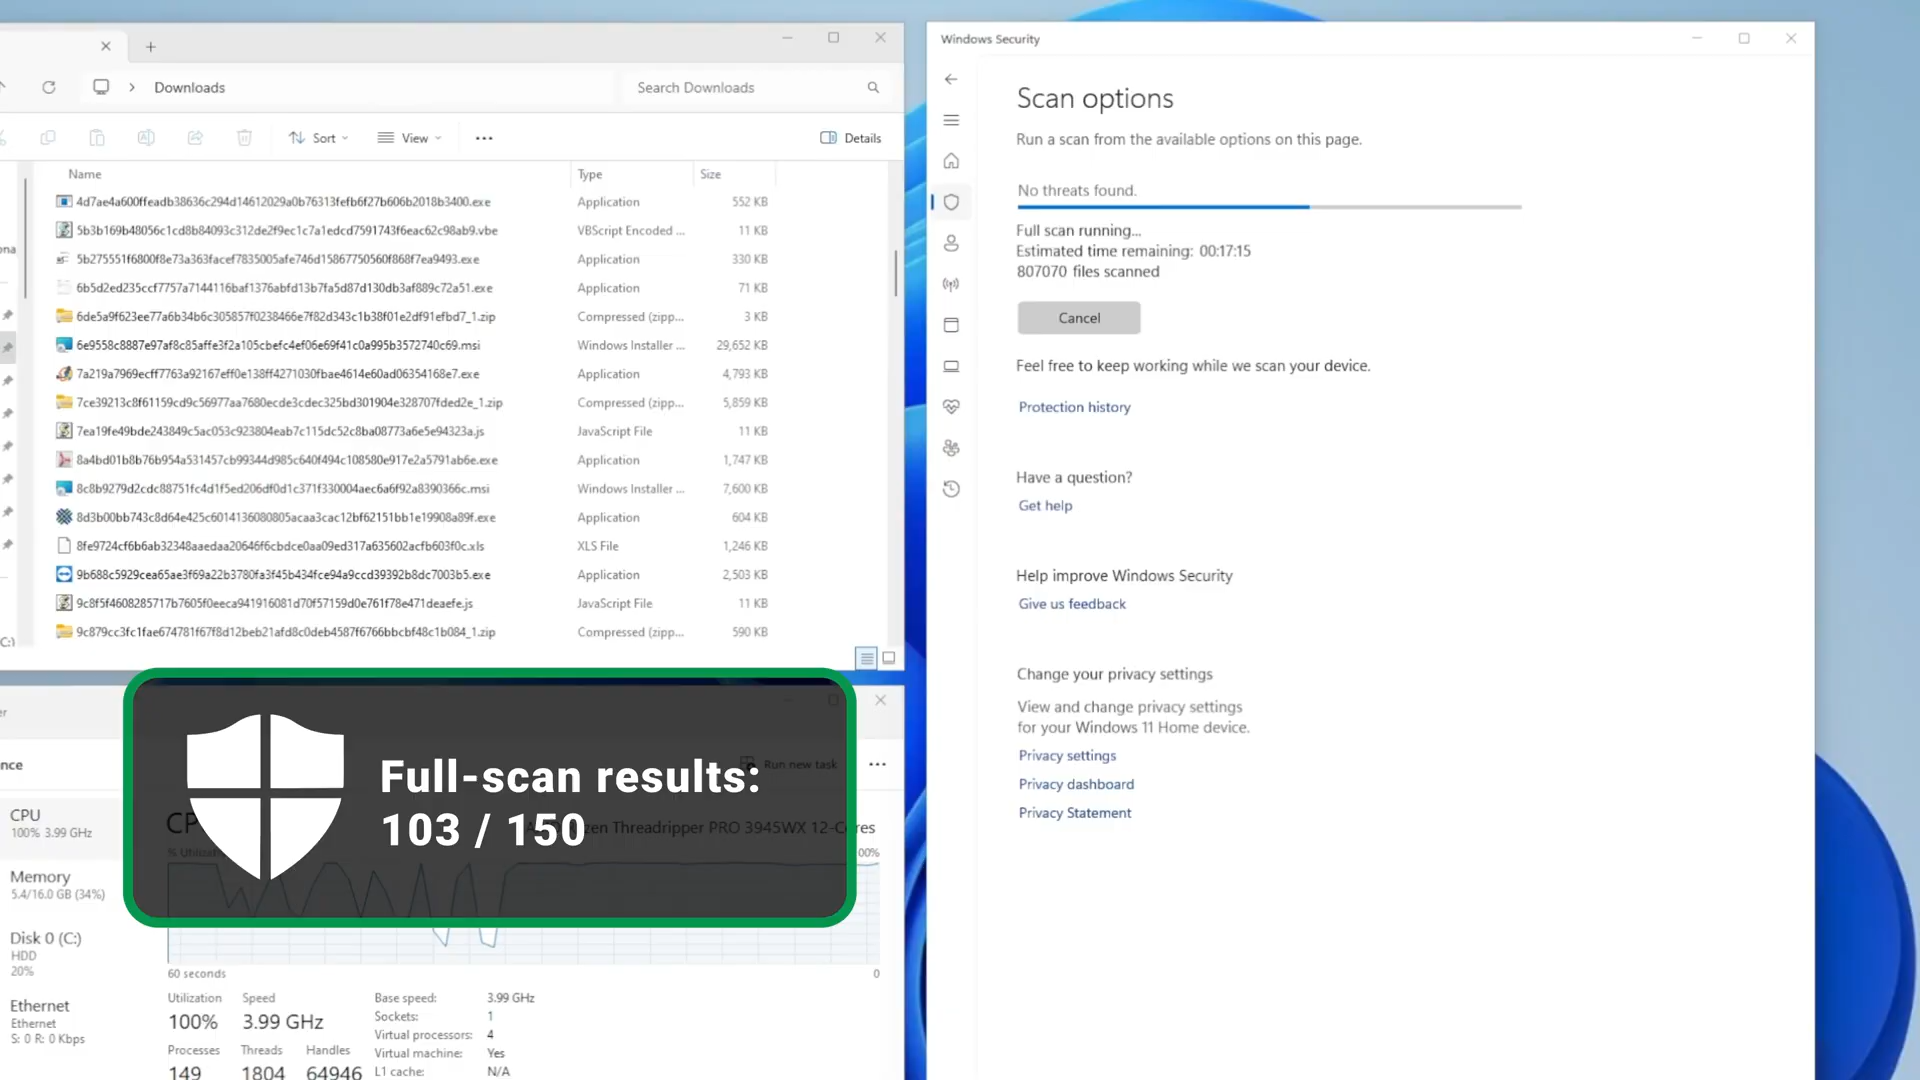 Downloads
Search Downloads
Sort
View
Details
Name Type Size
4d7ae4a600ffeadb38636c294d14612029a0b76313fefb6f27b606b2018b3400.exe Application 552 KB
5b3b169b48056c1cd8b84093c312de2f9ec1c7a1edcd7591743f6eac62c98ab9.vbe VBScript Encoded ... 11 KB
5b275551f6800f8e73a363facef7835005afe746d15867750560f868f7ea9493.exe Application 330 KB
6b5d2ed235ccf7757a7144116baf1376abfd13b7fa5d87d130db3af889c72a51.exe Application 71 KB
6de5a9f623ee77a6b34b6c305857f0238466e7f82d343c1b38f01e2df91efbd7_1.zip Compressed (zipp... 3 KB
6e9558c8887e97af8c85affe3f2a105cbefc4ef06e69f41c0a995b3572740c69.msi Windows Installer ... 29,652 KB
7a219a7969ecff7763a92167eff0e138ff4271030fbae4614e60ad06354168e7.exe Application 4,793 KB
7ce39213c8f61159cd9c56977aa7680ecde3cdec325bd301904e328707fded2e_1.zip Compressed (zipp... 5,859 KB
7ea19fe49bde243849c5ac053c923804eab7c115dc52c8ba08773a6e5e94323a.js JavaScript File 11 KB
8a4bd01b8b76b954a531457cb99344d985c640f494c108580e917e2a5791ab6e.exe Application 1,747 KB
8c8b9279d2cdc88751fc4d1f5ed206df0d1c371f330004aec6a6f92a8390366c.msi Windows Installer ... 7,600 KB
8d3b00bb743c8d64e425c6014136080805acaa3cac12bf62151bb1e19908a89f.exe Application 604 KB
8fe9724cf6b6ab32348aaedaa20646f6cbdce0aa09ed317a635602acfb603f0c.xls XLS File 1,246 KB
9b688c5929cea65ae3f69a22b3780fa3f45b434fce94a9ccd39392b8dc7003b5.exe Application 2,503 KB
9c8f5f4608285717b7605f0eeca941916081d70f57159d0e761f78e471deaefe.js JavaScript File 11 KB
9c879cc3fc1fae674781f67f8d12beb21afd8c0deb4587f6766bbcbf48c1b084_1.zip Compressed (zipp... 590 KB
C:)
nce
Run new task
Full-scan results:
103 / 150
CPU
100% 3.99 GHz
Memory
5.4/16.0 GB (34%)
Disk 0 (C:)
HDD
20%
Ethernet
Ethernet
S: 0 R: 0 Kbps
Threadripper PRO 3945WX 12-Cores
60 seconds 0
Utilization Speed
100% 3.99 GHz
Processes Threads Handles
149 1804 64946
Base speed: 3.99 GHz
Sockets: 1
Virtual processors: 4
Virtual machine: Yes
L1 cache: N/A
Windows Security
Scan options
Run a scan from the available options on this page.
No threats found.
Full scan running...
Estimated time remaining: 00:17:15
807070 files scanned
Cancel
Feel free to keep working while we scan your device.
Protection history
Have a question?
Get help
Help improve Windows Security
Give us feedback
Change your privacy settings
View and change privacy settings
for your Windows 11 Home device.
Privacy settings
Privacy dashboard
Privacy Statement